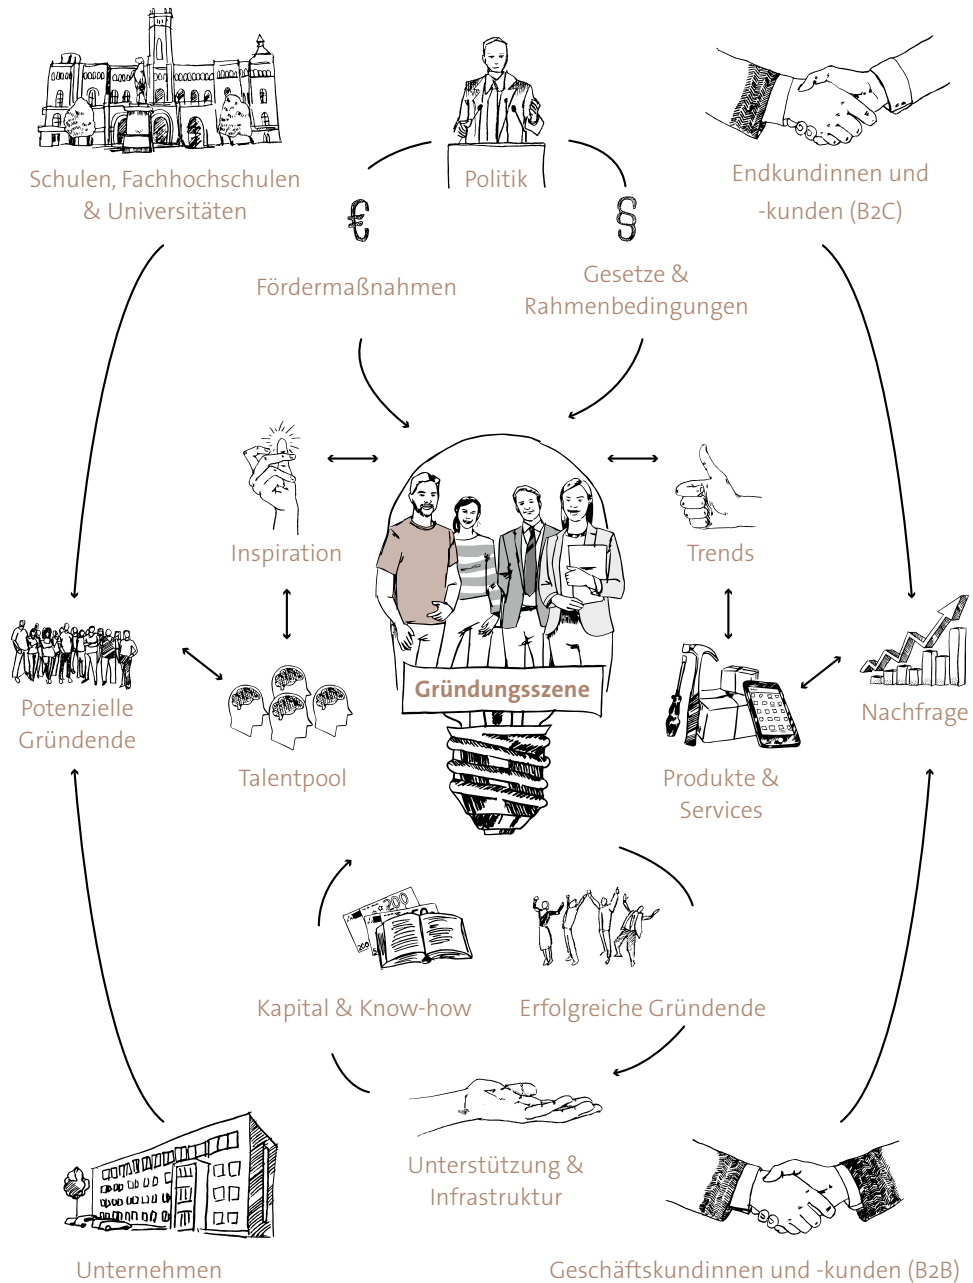 Schulen, Fachhochschulen
& Universitäten
Politik
Endkundinnen und
-kunden (B2C)
€
§
Fördermaßnahmen
Gesetze &
Rahmenbedingungen
Inspiration
Trends
Gründungsszene
Potenzielle
Gründende
Talentpool
Produkte &
Services
Nachfrage
200
200
Kapital & Know-how
Erfolgreiche Gründende
Unterstützung &
Infrastruktur
Unternehmen
Geschäftskundinnen und -kunden (B2B)